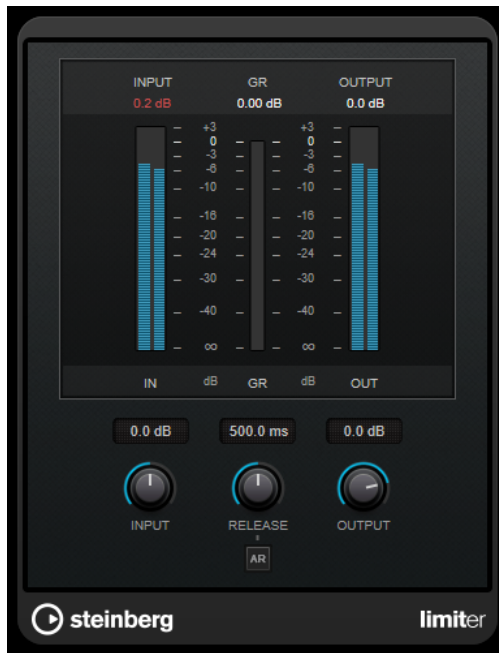 INPUT GR OUTPUT
0.2 dB 0.00 dB 0.0 dB
+3 +3
0 0
-3 -3
-6 -6
-10 -10
-16 -16
-20 -20
-24 -24
-30 -30
-40 -40
∞ ∞
IN dB GR dB OUT
0.0 dB 500.0 ms 0.0 dB
INPUT RELEASE OUTPUT
AR
steinberg limiter